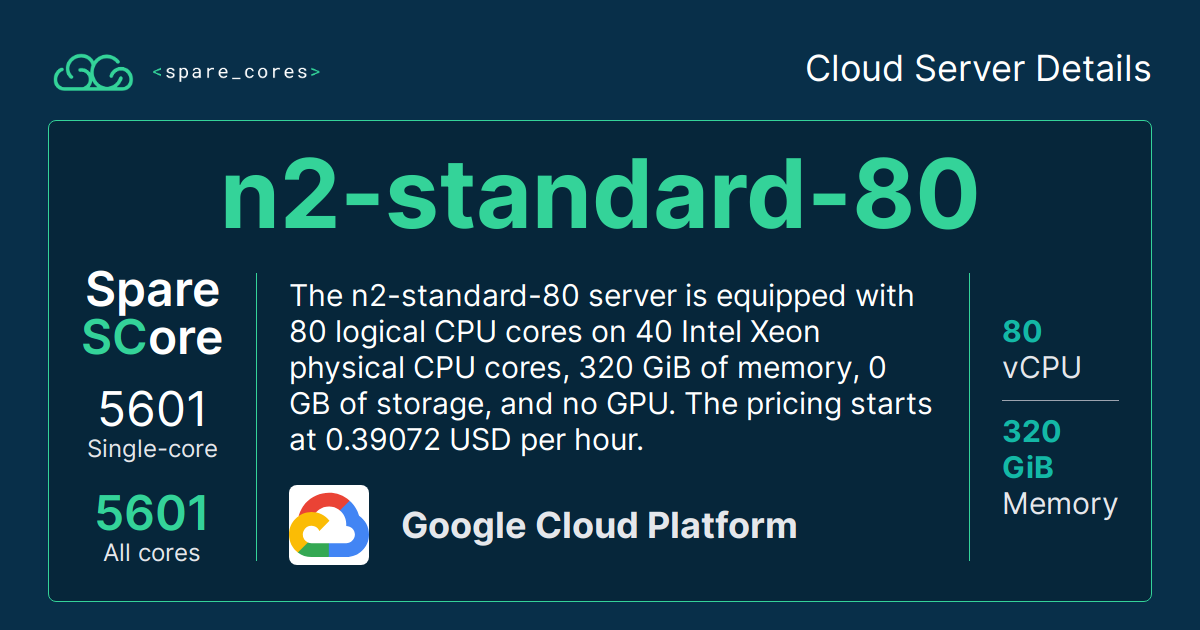 <spare_cores>
Cloud Server Details
n2-standard-80
Spare
SCore
5601
Single-core
5601
All cores
The n2-standard-80 server is equipped with
80 logical CPU cores on 40 Intel Xeon
physical CPU cores, 320 GiB of memory, 0
GB of storage, and no GPU. The pricing starts
at 0.39072 USD per hour.
Google Cloud Platform
80
vCPU
320
GiB
Memory